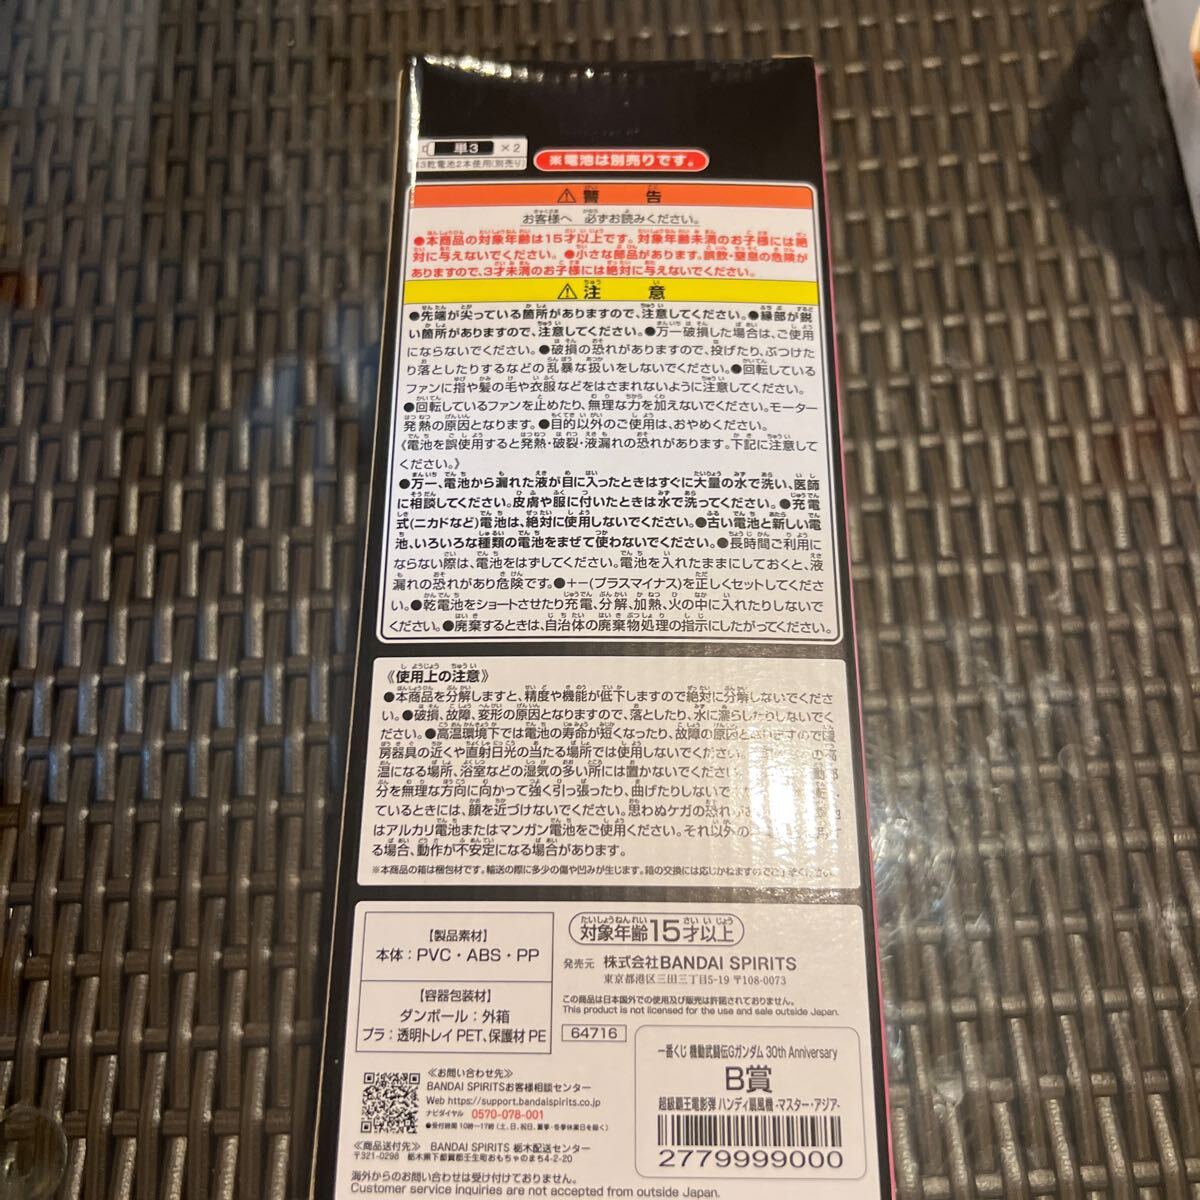 単3 ×2
3乾電池2本使用(別売り)
※電池は別売りです。
⚠警告
お客様へ 必ずお読みください。
●本商品の対象年齢は15才以上です。対象年齢未満のお子様には絶
対に与えないでください。●小さな部品があります。誤飲・窒息の危険が
ありますので、3才未満のお子様には絶対に与えないでください。
⚠注意
●先端が尖っている箇所がありますので、注意してください。●縁部が鋭
い箇所がありますので、注意してください。●万一破損した場合は、ご使用
にならないでください。●破損の恐れがありますので、投げたり、ぶつけた
り落としたりするなどの乱暴な扱いをしないでください。●回転している
ファンに指や髪の毛や衣服などをはさまれないように注意してください。
●回転しているファンを止めたり、無理な力を加えないでください。モーター
発熱の原因となります。●目的以外のご使用は、おやめください。
《電池を誤使用すると発熱・破裂・液漏れの恐れがあります。下記に注意して
ください。》
●万一、電池から漏れた液が目に入ったときはすぐに大量の水で洗い、医師
に相談してください。皮膚や服に付いたときは水で洗ってください。●充電
式(ニカドなど)電池は、絶対に使用しないでください。●古い電池と新しい電
池、いろいろな種類の電池をまぜて使わないでください。●長時間ご利用に
ならない際は、電池をはずしてください。電池を入れたままにしておくと、液
漏れの恐れがあり危険です。●+-(プラスマイナス)を正しくセットしてくださ
い。●乾電池をショートさせたり充電、分解、加熱、火の中に入れたりしないで
ください。●廃棄するときは、自治体の廃棄物処理の指示にしたがってください。
《使用上の注意》
●本商品を分解しますと、精度や機能が低下しますので絶対に分解しないでくださ
い。●破損、故障、変形の原因となりますので、落としたり、水に濡らしたりしないでく
ださい。●高温環境下では電池の寿命が短くなったり、故障の原因と
房器具の近くや直射日光の当たる場所では使用しないでください。
温になる場所、浴室などの湿気の多い所には置かないでください。
分を無理な方向に向かって強く引っ張ったり、曲げたりしないで
ているときには、顔を近づけないでください。思わぬケガの恐れ
はアルカリ電池またはマンガン電池をご使用ください。それ以外の
る場合、動作が不安定になる場合があります。
※本商品の箱は梱包材です。輸送の際に多少の傷や凹みが生じます。箱の交換には応じかねますのでご
【製品素材】
本体：PVC・ABS・PP
【容器包装材】
ダンボール：外箱
プラ：透明トレイPET、保護材PE
対象年齢15才以上
発売元 株式会社BANDAI SPIRITS
東京都港区三田三丁目5-19 〒108-0073
この商品は日本国外での使用及び販売は許諾されておりません。
This product is not licensed for the use and sale outside Japan.
64716
一番くじ 機動武闘伝Gガンダム 30th Anniversary
B賞
超級覇王電影弾 ハンディ扇風機 -マスター・アジア-
2779999000
≪お問い合わせ先≫
BANDAI SPIRITSお客様相談センター
Web https://support.bandaispirits.co.jp
ナビダイヤル 0570-078-001
●受付時間 10時～17時(土、日、祝日、夏季・冬季休業日を除く)
≪商品送付先≫ BANDAI SPIRITS 栃木配送センター
〒321-0298 栃木県下都賀郡壬生町おもちゃのまち4-2-20
海外からのお問い合わせは受け付けておりません。
Customer service inquiries are not accepted from outside Japan.